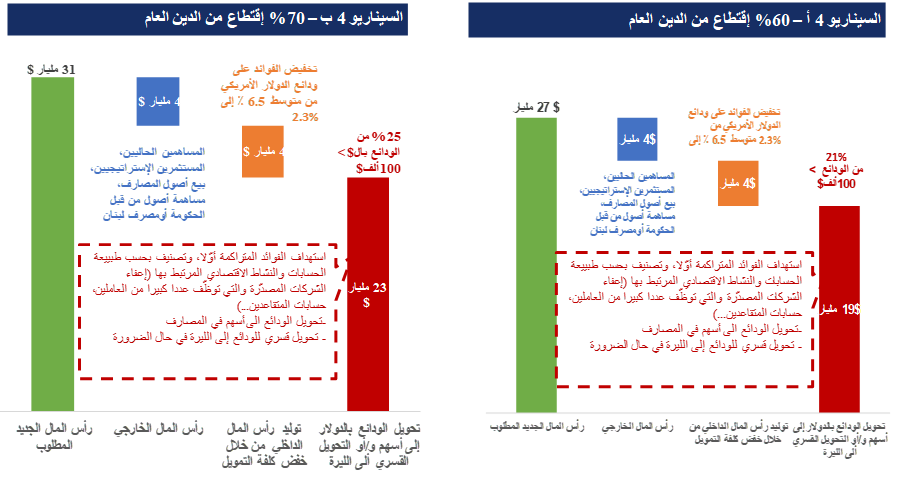 السيناريو 4 أ – 60% إقتطاع من الدين العام
27 $ مليار
4$
المساهمين الحاليين،
المستثمرين الإستراتيجيين،
بيع أصول المصارف،
مساهمة أصول من قبل
الحكومة أومصرف لبنان
تخفيض الفوائد على ودائع
الدولار الأمريكي من
متوسط 6.5 ٪ إلى 2.3%
4$ مليار
21%
من الودائع >
100ألف$
19$ مليار
استهداف الفوائد المتراكمة أوّلا، وتصنيف بحسب طبيعة
الحسابات والنشاط الاقتصادي المرتبط بها (إعفاء
الشركات المصدّرة والتي توظّف عددا كبيرا من العاملين،
حسابات المتقاعدين...)
-تحويل الودائع الى أسهم في المصارف
- تحويل قسري للودائع إلى الليرة في حال الضرورة
تحويل الودائع بالدولار إلى
أسهم و/أو التحويل القسري
ألى الليرة
توليد رأس المال الداخلي من
خلال خفض كلفة التمويل
رأس المال الخارجي
رأس المال الجديد المطلوب
السيناريو 4 ب – 70% إقتطاع من الدين العام
31 مليار $
4 مليار $
المساهمين الحاليين،
المستثمرين الإستراتيجيين،
بيع أصول المصارف،
مساهمة أصول من قبل
الحكومة أومصرف لبنان
تخفيض الفوائد على
ودائع الدولار الأمريكي
من متوسط 6.5 ٪ إلى
2.3%
4 مليار $
25% من
الودائع بال$ >
100ألف$
23 مليار
$
استهداف الفوائد المتراكمة أوّلا، وتصنيف بحسب طبيعة
الحسابات والنشاط الاقتصادي المرتبط بها (إعفاء
الشركات المصدّرة والتي توظّف عددا كبيرا من العاملين،
حسابات المتقاعدين...)
-تحويل الودائع الى أسهم في المصارف
- تحويل قسري للودائع إلى الليرة في حال الضرورة
تحويل الودائع بالدولار
إلى أسهم و/أو التحويل
القسري ألى الليرة
توليد رأس المال
الداخلي من خلال
خفض كلفة التمويل
رأس المال الخارجي
رأس المال الجديد
المطلوب